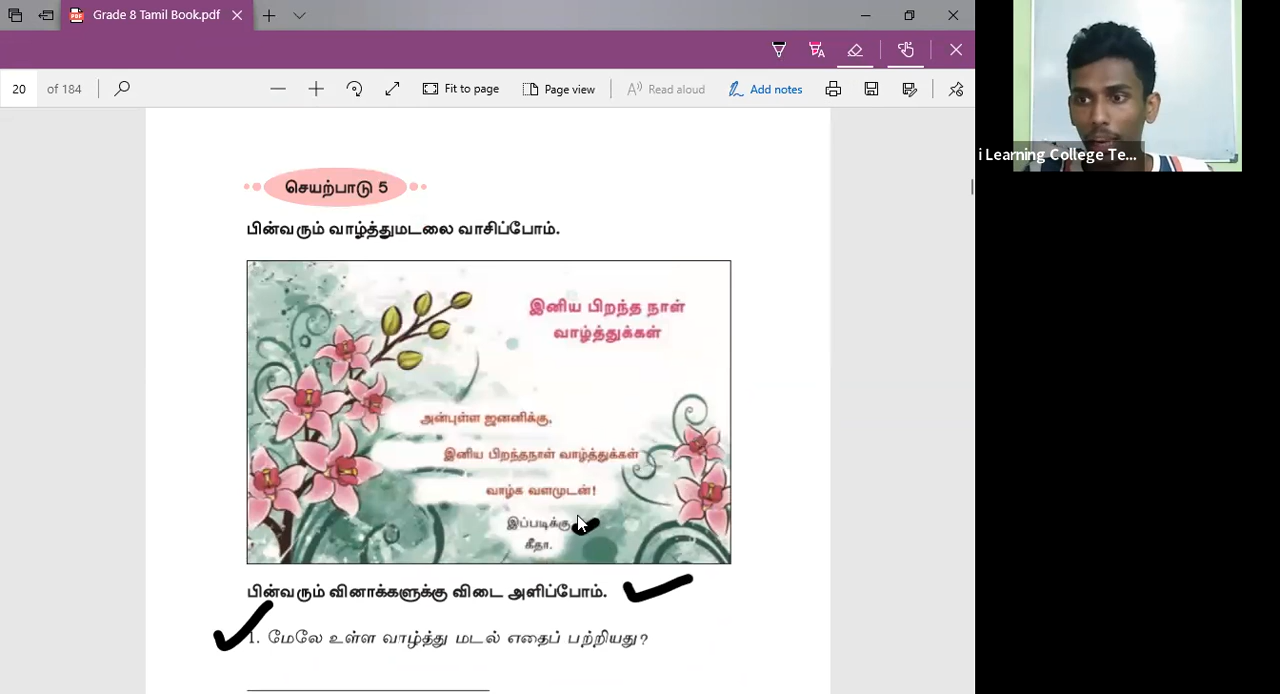 Grade 8 Tamil Book.pdf
20 of 184
Fit to page
Page view
Read aloud
Add notes
i Learning College Te...
செயற்பாடு 5
பின்வரும் வாழ்த்துமடலை வாசிப்போம்.
இனிய பிறந்த நாள்
வாழ்த்துக்கள்
அன்புள்ள ஜனனிக்கு,
இனிய பிறந்தநாள் வாழ்த்துக்கள்
வாழ்க வளமுடன்!
இப்படிக்கு
கீதா.
பின்வரும் வினாக்களுக்கு விடை அளிப்போம்.
1. மேலே உள்ள வாழ்த்து மடல் எதைப் பற்றியது?